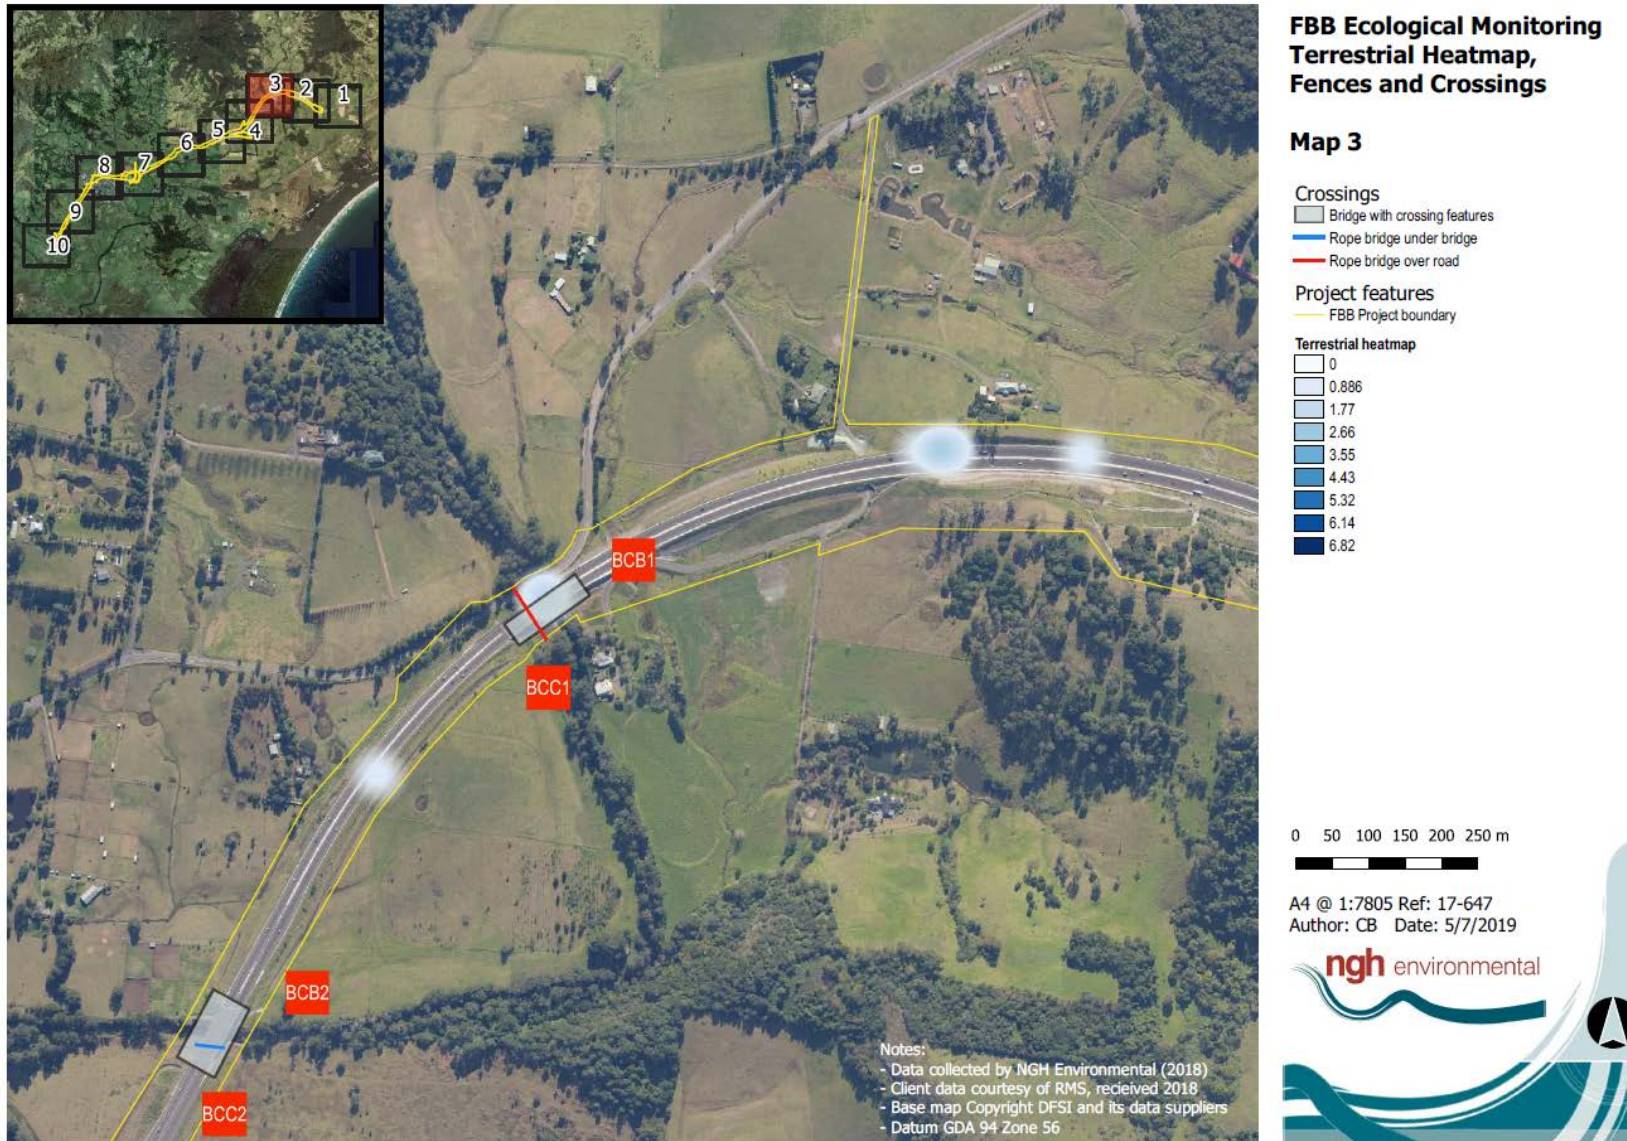 FBB Ecological Monitoring
Terrestrial Heatmap,
Fences and Crossings
Map 3
Crossings
Bridge with crossing features
Rope bridge under bridge
Rope bridge over road
Project features
FBB Project boundary
Terrestrial heatmap
0
0.886
1.77
2.66
3.55
4.43
5.32
6.14
6.82
0 50 100 150 200 250 m
A4 @ 1:7805 Ref: 17-647
Author: CB Date: 5/7/2019
ngh environmental
1
2
3
4
5
6
7
8
9
10
BCB1
BCC1
BCB2
BCC2
Notes:
- Data collected by NGH Environmental (2018)
- Client data courtesy of RMS, recieived 2018
- Base map Copyright DFSI and its data suppliers
- Datum GDA 94 Zone 56